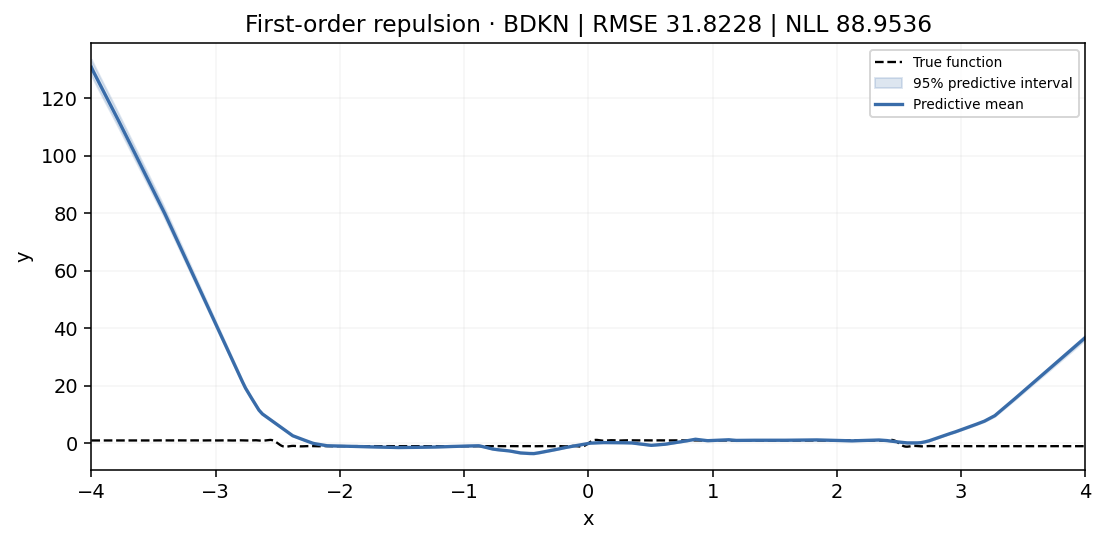 First-order repulsion · BDKN | RMSE 31.8228 | NLL 88.9536
True function
95% predictive interval
Predictive mean
y
120
100
80
60
40
20
0
−4 −3 −2 −1 0 1 2 3 4
x